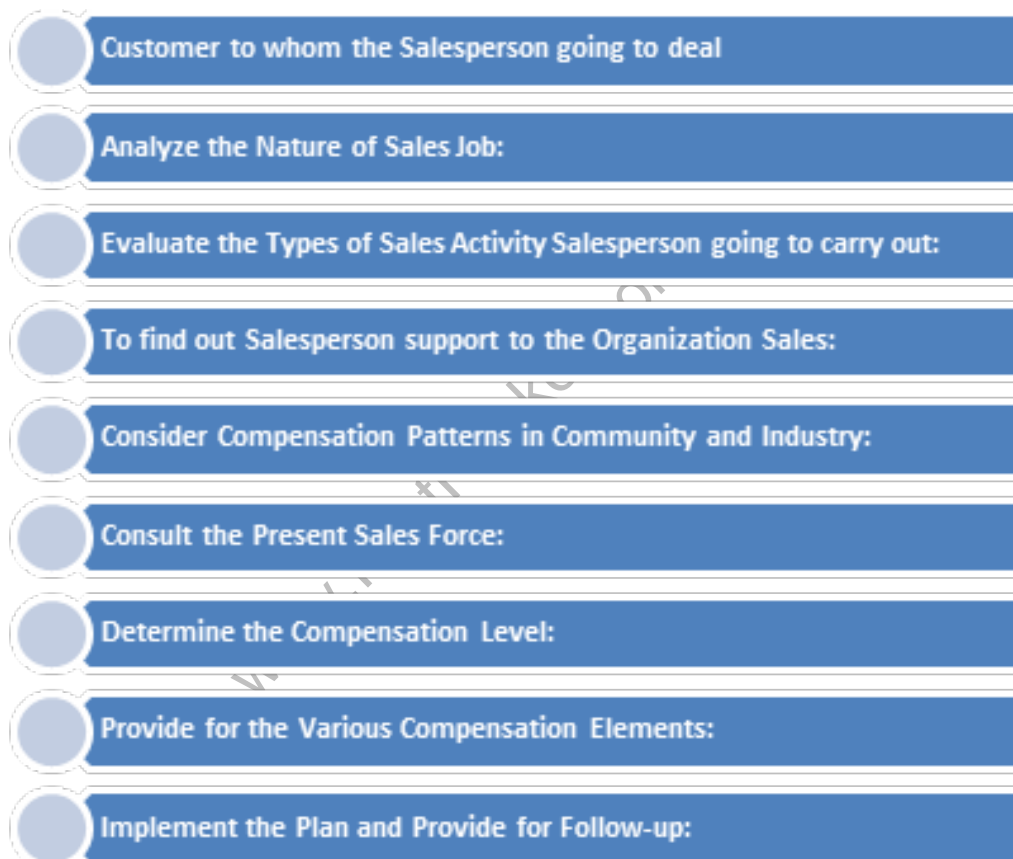 Customer to whom the Salesperson going to deal
Analyze the Nature of Sales Job:
Evaluate the Types of Sales Activity Salesperson going to carry out:
To find out Salesperson support to the Organization Sales:
Consider Compensation Patterns in Community and Industry:
Consult the Present Sales Force:
Determine the Compensation Level:
Provide for the Various Compensation Elements:
Implement the Plan and Provide for Follow-up: